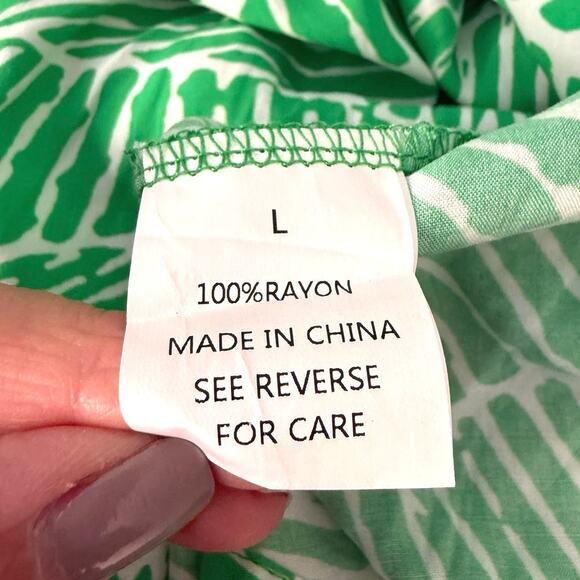 L
100%RAYON
MADE IN CHINA
SEE REVERSE
FOR CARE